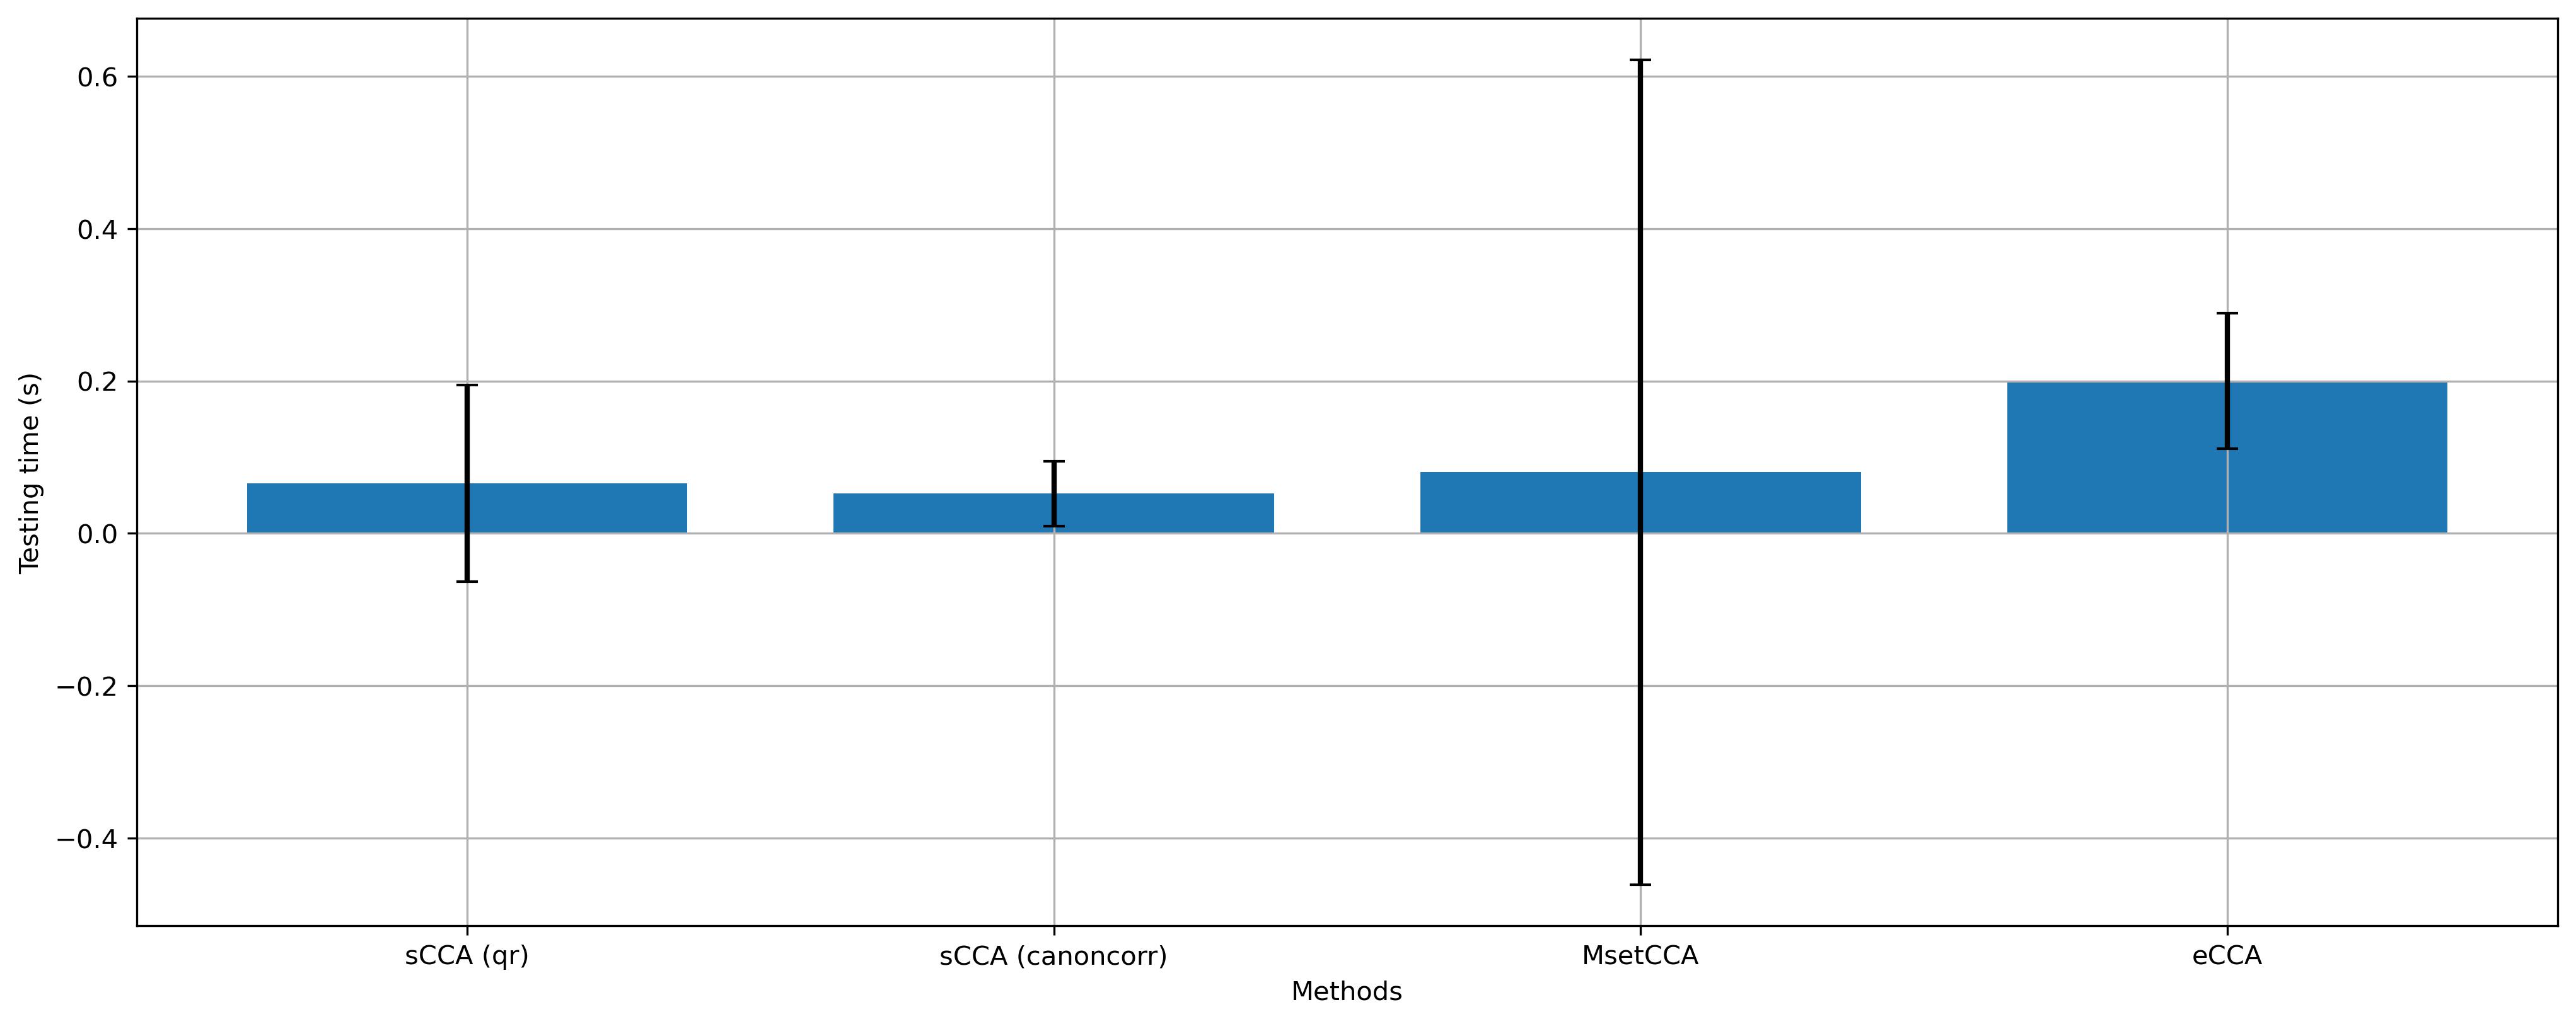 Testing time (s)
0.6
0.4
0.2
0.0
−0.2
−0.4
sCCA (qr)
sCCA (canoncorr)
MsetCCA
eCCA
Methods